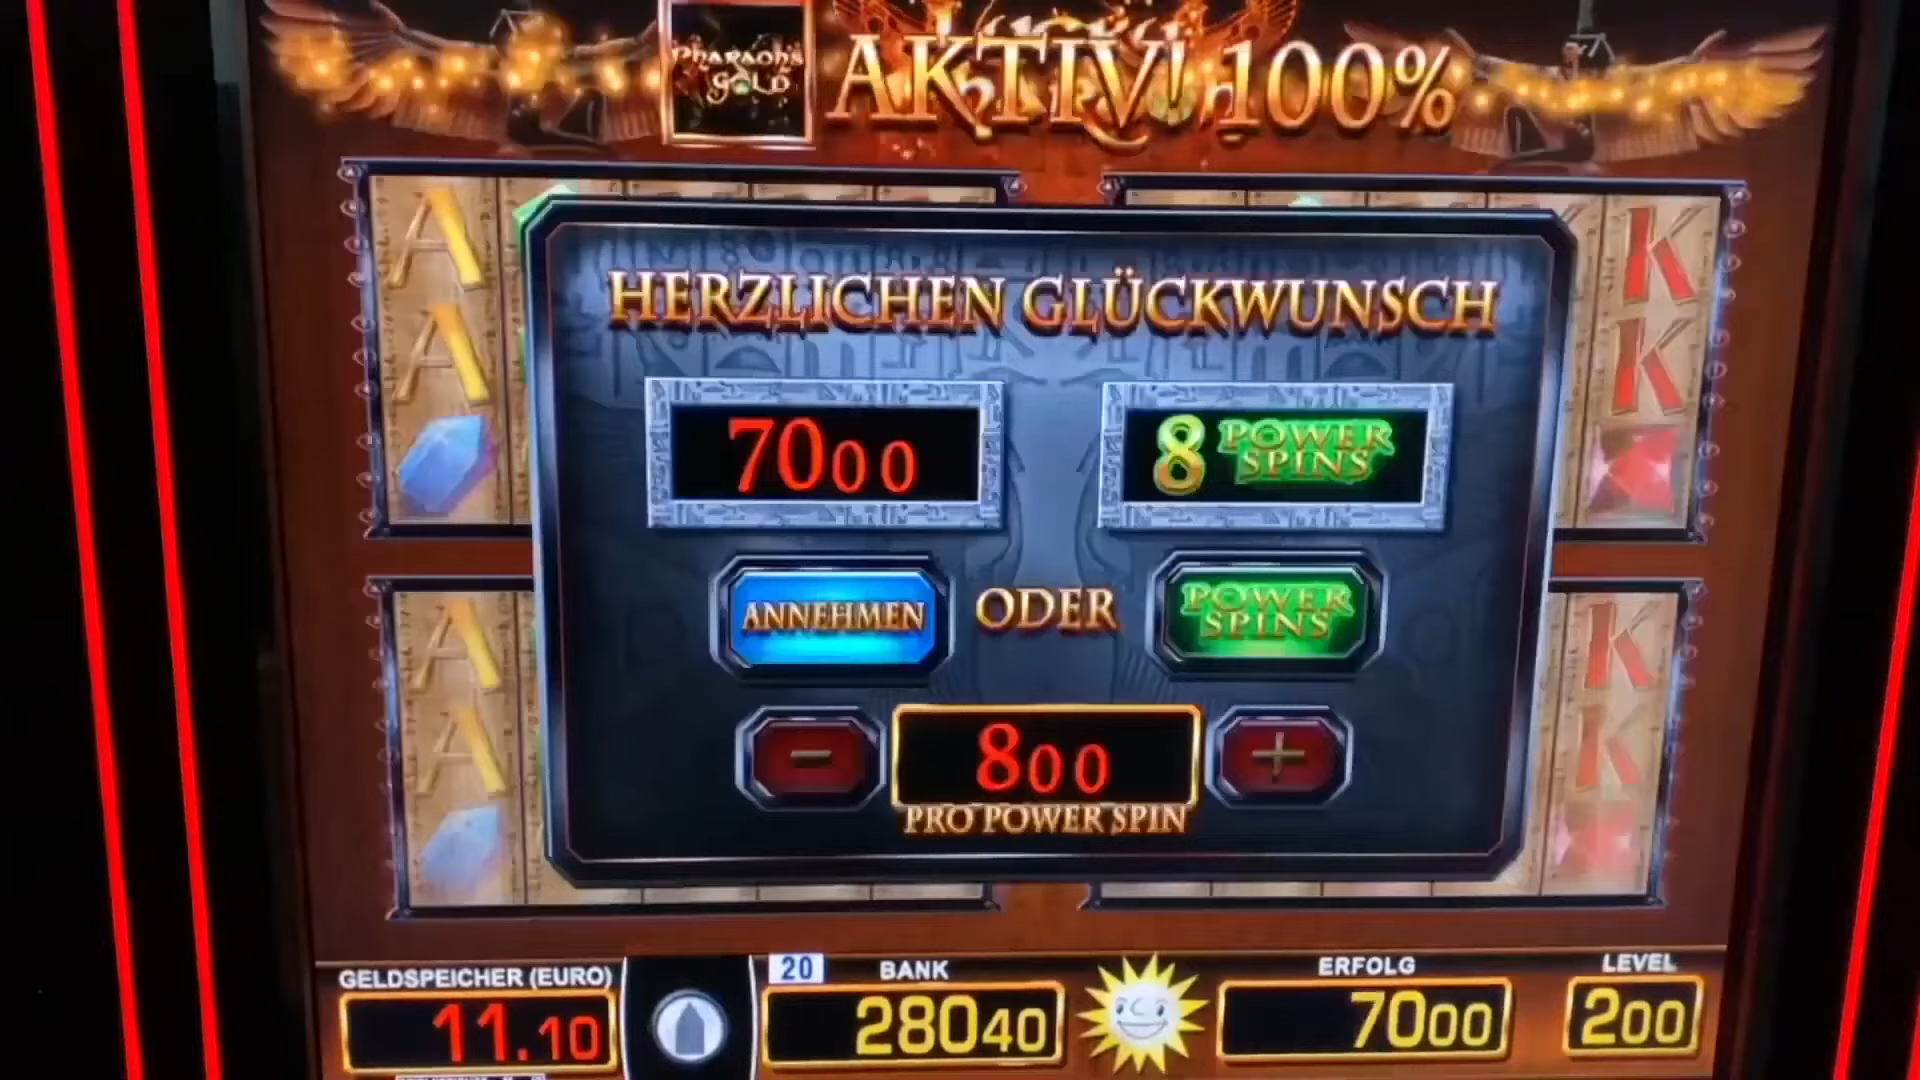 PHARAOHS
GOLD
AKTIV! 100%
HERZLICHEN GLÜCKWUNSCH
7000
8 POWER
SPINS
ANNEHMEN
ODER
POWER
SPINS
-
800
+
PRO POWER SPIN
GELDSPEICHER (EURO)
20
BANK
ERFOLG
LEVEL
11.10
28040
7000
200
A
A
A
A
K
K
K
K